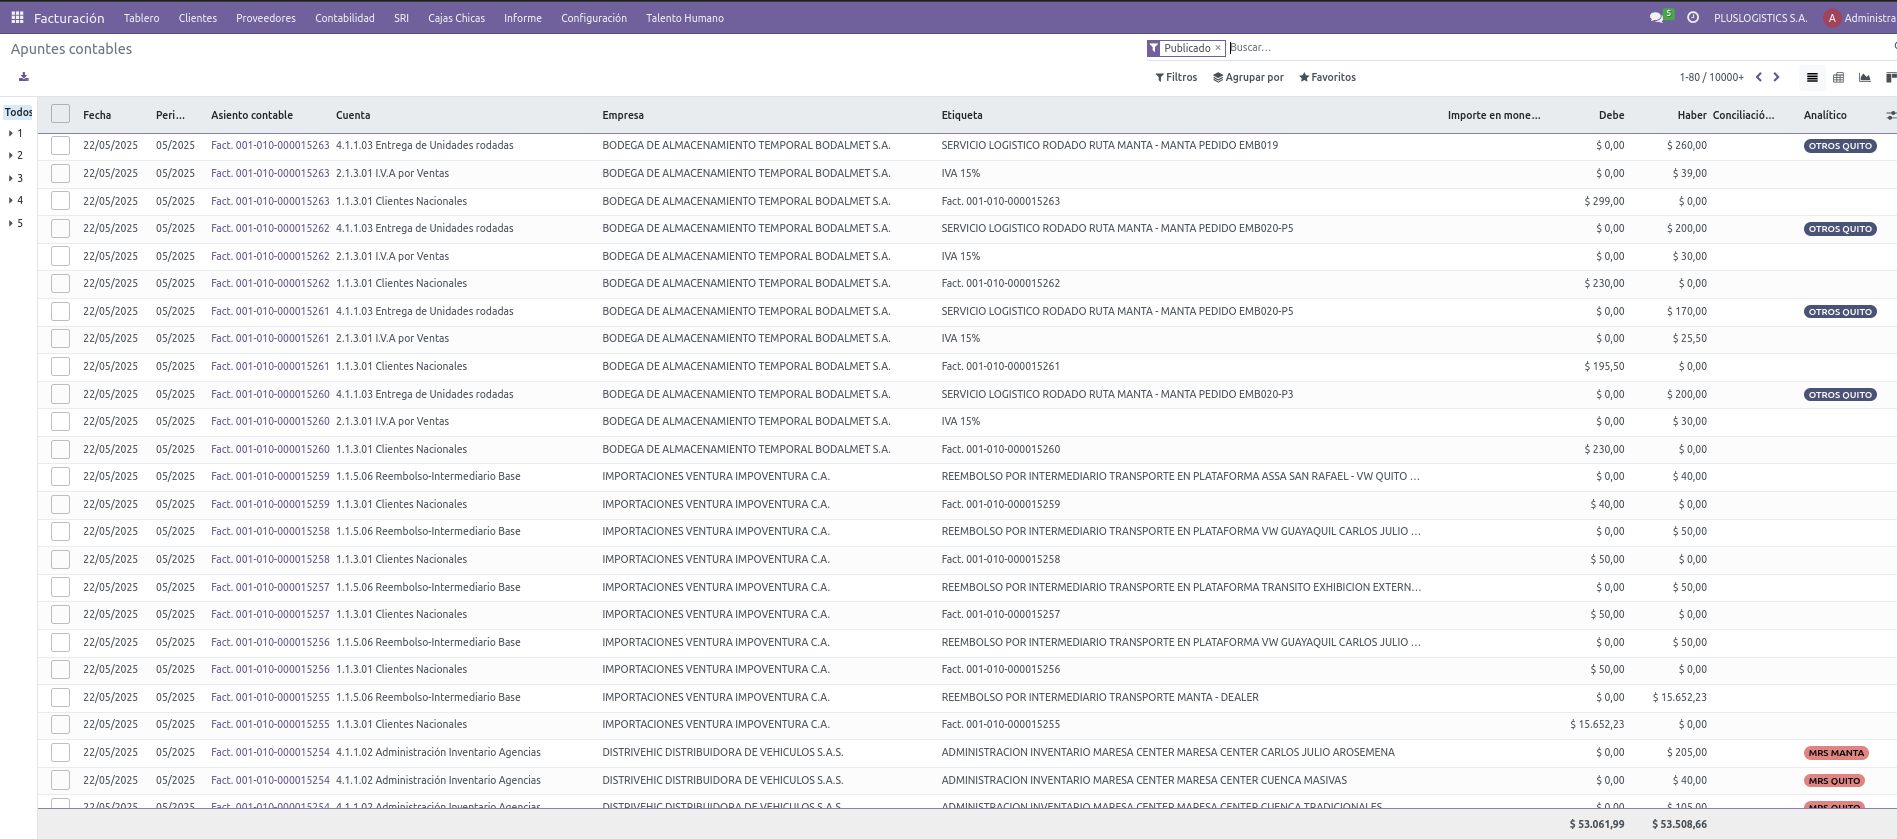 Facturación Tablero Clientes Proveedores Contabilidad SRI Cajas Chicas Informe Configuración Talento Humano 5 PLUSLOGISTICS S.A. A Administra
Apuntes contables Publicado × Buscar...
Filtros Agrupar por Favoritos 1-80 / 10000+
Todos
1
2
3
4
5
Fecha Peri... Asiento contable Cuenta Empresa Etiqueta Importe en mone... Debe Haber Conciliació... Analítico
22/05/2025 05/2025 Fact. 001-010-000015263 4.1.1.03 Entrega de Unidades rodadas BODEGA DE ALMACENAMIENTO TEMPORAL BODALMET S.A. SERVICIO LOGISTICO RODADO RUTA MANTA - MANTA PEDIDO EMB019 $ 0,00 $ 260,00 OTROS QUITO
22/05/2025 05/2025 Fact. 001-010-000015263 2.1.3.01 I.V.A por Ventas BODEGA DE ALMACENAMIENTO TEMPORAL BODALMET S.A. IVA 15% $ 0,00 $ 39,00
22/05/2025 05/2025 Fact. 001-010-000015263 1.1.3.01 Clientes Nacionales BODEGA DE ALMACENAMIENTO TEMPORAL BODALMET S.A. Fact. 001-010-000015263 $ 299,00 $ 0,00
22/05/2025 05/2025 Fact. 001-010-000015262 4.1.1.03 Entrega de Unidades rodadas BODEGA DE ALMACENAMIENTO TEMPORAL BODALMET S.A. SERVICIO LOGISTICO RODADO RUTA MANTA - MANTA PEDIDO EMB020-P5 $ 0,00 $ 200,00 OTROS QUITO
22/05/2025 05/2025 Fact. 001-010-000015262 2.1.3.01 I.V.A por Ventas BODEGA DE ALMACENAMIENTO TEMPORAL BODALMET S.A. IVA 15% $ 0,00 $ 30,00
22/05/2025 05/2025 Fact. 001-010-000015262 1.1.3.01 Clientes Nacionales BODEGA DE ALMACENAMIENTO TEMPORAL BODALMET S.A. Fact. 001-010-000015262 $ 230,00 $ 0,00
22/05/2025 05/2025 Fact. 001-010-000015261 4.1.1.03 Entrega de Unidades rodadas BODEGA DE ALMACENAMIENTO TEMPORAL BODALMET S.A. SERVICIO LOGISTICO RODADO RUTA MANTA - MANTA PEDIDO EMB020-P5 $ 0,00 $ 170,00 OTROS QUITO
22/05/2025 05/2025 Fact. 001-010-000015261 2.1.3.01 I.V.A por Ventas BODEGA DE ALMACENAMIENTO TEMPORAL BODALMET S.A. IVA 15% $ 0,00 $ 25,50
22/05/2025 05/2025 Fact. 001-010-000015261 1.1.3.01 Clientes Nacionales BODEGA DE ALMACENAMIENTO TEMPORAL BODALMET S.A. Fact. 001-010-000015261 $ 195,50 $ 0,00
22/05/2025 05/2025 Fact. 001-010-000015260 4.1.1.03 Entrega de Unidades rodadas BODEGA DE ALMACENAMIENTO TEMPORAL BODALMET S.A. SERVICIO LOGISTICO RODADO RUTA MANTA - MANTA PEDIDO EMB020-P3 $ 0,00 $ 200,00 OTROS QUITO
22/05/2025 05/2025 Fact. 001-010-000015260 2.1.3.01 I.V.A por Ventas BODEGA DE ALMACENAMIENTO TEMPORAL BODALMET S.A. IVA 15% $ 0,00 $ 30,00
22/05/2025 05/2025 Fact. 001-010-000015260 1.1.3.01 Clientes Nacionales BODEGA DE ALMACENAMIENTO TEMPORAL BODALMET S.A. Fact. 001-010-000015260 $ 230,00 $ 0,00
22/05/2025 05/2025 Fact. 001-010-000015259 1.1.5.06 Reembolso-Intermediario Base IMPORTACIONES VENTURA IMPOVENTURA C.A. REEMBOLSO POR INTERMEDIARIO TRANSPORTE EN PLATAFORMA ASSA SAN RAFAEL - VW QUITO ... $ 0,00 $ 40,00
22/05/2025 05/2025 Fact. 001-010-000015259 1.1.3.01 Clientes Nacionales IMPORTACIONES VENTURA IMPOVENTURA C.A. Fact. 001-010-000015259 $ 40,00 $ 0,00
22/05/2025 05/2025 Fact. 001-010-000015258 1.1.5.06 Reembolso-Intermediario Base IMPORTACIONES VENTURA IMPOVENTURA C.A. REEMBOLSO POR INTERMEDIARIO TRANSPORTE EN PLATAFORMA VW GUAYAQUIL CARLOS JULIO ... $ 0,00 $ 50,00
22/05/2025 05/2025 Fact. 001-010-000015258 1.1.3.01 Clientes Nacionales IMPORTACIONES VENTURA IMPOVENTURA C.A. Fact. 001-010-000015258 $ 50,00 $ 0,00
22/05/2025 05/2025 Fact. 001-010-000015257 1.1.5.06 Reembolso-Intermediario Base IMPORTACIONES VENTURA IMPOVENTURA C.A. REEMBOLSO POR INTERMEDIARIO TRANSPORTE EN PLATAFORMA TRANSITO EXHIBICION EXTERN... $ 0,00 $ 50,00
22/05/2025 05/2025 Fact. 001-010-000015257 1.1.3.01 Clientes Nacionales IMPORTACIONES VENTURA IMPOVENTURA C.A. Fact. 001-010-000015257 $ 50,00 $ 0,00
22/05/2025 05/2025 Fact. 001-010-000015256 1.1.5.06 Reembolso-Intermediario Base IMPORTACIONES VENTURA IMPOVENTURA C.A. REEMBOLSO POR INTERMEDIARIO TRANSPORTE EN PLATAFORMA VW GUAYAQUIL CARLOS JULIO ... $ 0,00 $ 50,00
22/05/2025 05/2025 Fact. 001-010-000015256 1.1.3.01 Clientes Nacionales IMPORTACIONES VENTURA IMPOVENTURA C.A. Fact. 001-010-000015256 $ 50,00 $ 0,00
22/05/2025 05/2025 Fact. 001-010-000015255 1.1.5.06 Reembolso-Intermediario Base IMPORTACIONES VENTURA IMPOVENTURA C.A. REEMBOLSO POR INTERMEDIARIO TRANSPORTE MANTA - DEALER $ 0,00 $ 15.652,23
22/05/2025 05/2025 Fact. 001-010-000015255 1.1.3.01 Clientes Nacionales IMPORTACIONES VENTURA IMPOVENTURA C.A. Fact. 001-010-000015255 $ 15.652,23 $ 0,00
22/05/2025 05/2025 Fact. 001-010-000015254 4.1.1.02 Administración Inventario Agencias DISTRIVEHIC DISTRIBUIDORA DE VEHICULOS S.A.S. ADMINISTRACION INVENTARIO MARESA CENTER MARESA CENTER CARLOS JULIO AROSEMENA $ 0,00 $ 205,00 MRS MANTA
22/05/2025 05/2025 Fact. 001-010-000015254 4.1.1.02 Administración Inventario Agencias DISTRIVEHIC DISTRIBUIDORA DE VEHICULOS S.A.S. ADMINISTRACION INVENTARIO MARESA CENTER MARESA CENTER CUENCA MASIVAS $ 0,00 $ 40,00 MRS QUITO
22/05/2025 05/2025 Fact. 001-010-000015254 4.1.1.02 Administración Inventario Agencias DISTRIVEHIC DISTRIBUIDORA DE VEHICULOS S.A.S. ADMINISTRACION INVENTARIO MARESA CENTER MARESA CENTER CUENCA TRADICIONALES $ 0,00 $ 105,00 MRS QUITO
$ 53.061,99 $ 53.508,66